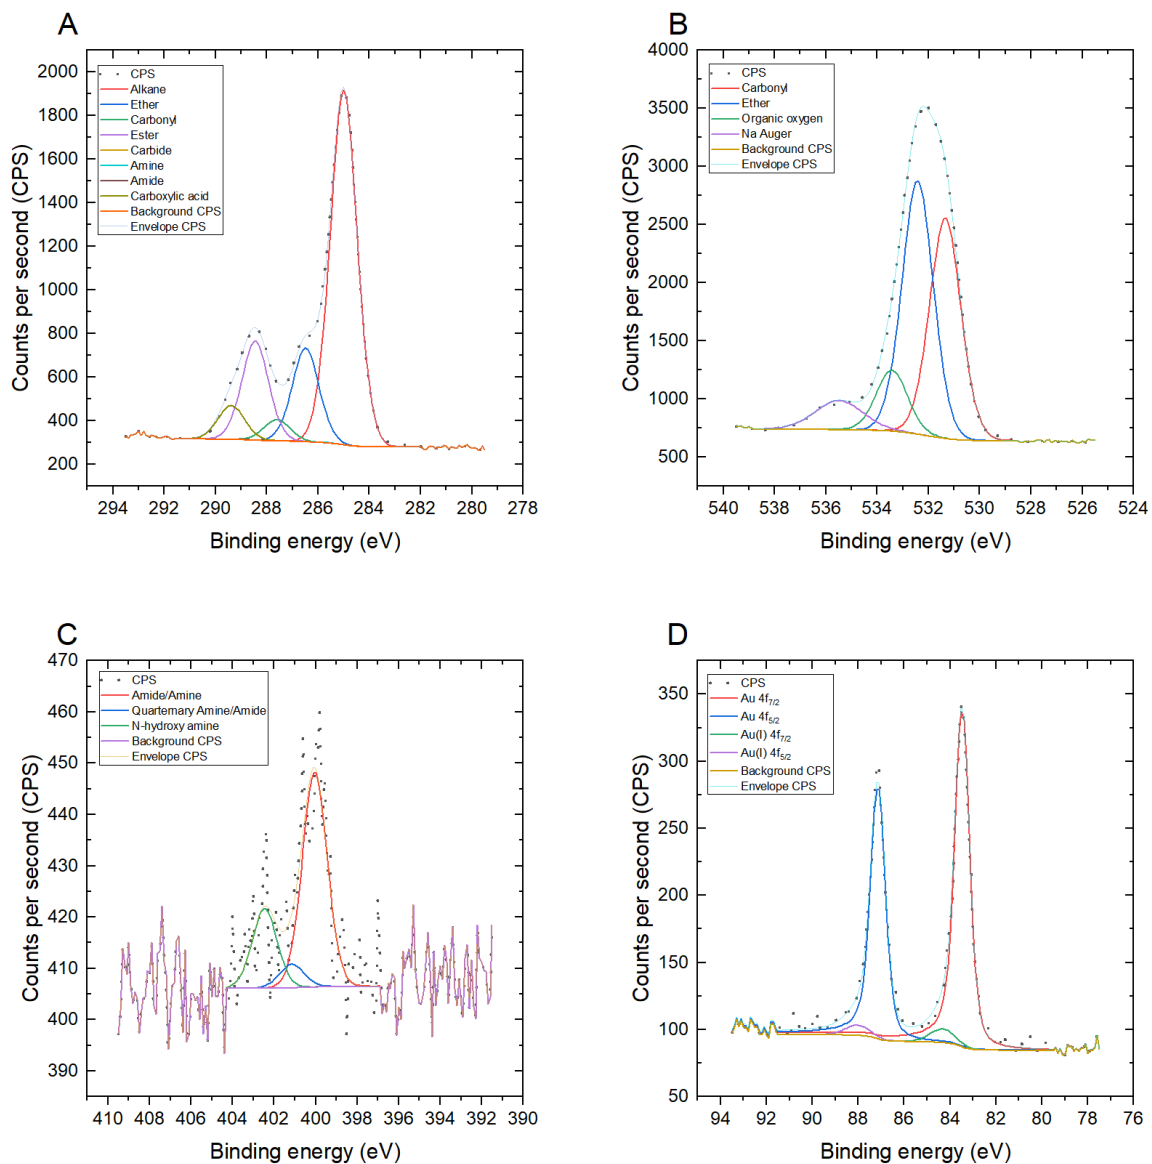 A
2000
1800
1600
1400
1200
1000
800
600
400
200
Counts per second (CPS)
CPS
Alkane
Ether
Carbonyl
Ester
Carbide
Amine
Amide
Carboxylic acid
Background CPS
Envelope CPS
294 292 290 288 286 284 282 280 278
Binding energy (eV)
B
4000
3500
3000
2500
2000
1500
1000
500
Counts per second (CPS)
CPS
Carbonyl
Ether
Organic oxygen
Na Auger
Background CPS
Envelope CPS
540 538 536 534 532 530 528 526 524
Binding energy (eV)
C
470
460
450
440
430
420
410
400
390
Counts per second (CPS)
CPS
Amide/Amine
Quarternary Amine/Amide
N-hydroxy amine
Background CPS
Envelope CPS
410 408 406 404 402 400 398 396 394 392 390
Binding energy (eV)
D
350
300
250
200
150
100
50
Counts per second (CPS)
CPS
Au 4f7/2
Au 4f5/2
Au(I) 4f7/2
Au(I) 4f5/2
Background CPS
Envelope CPS
94 92 90 88 86 84 82 80 78 76
Binding energy (eV)